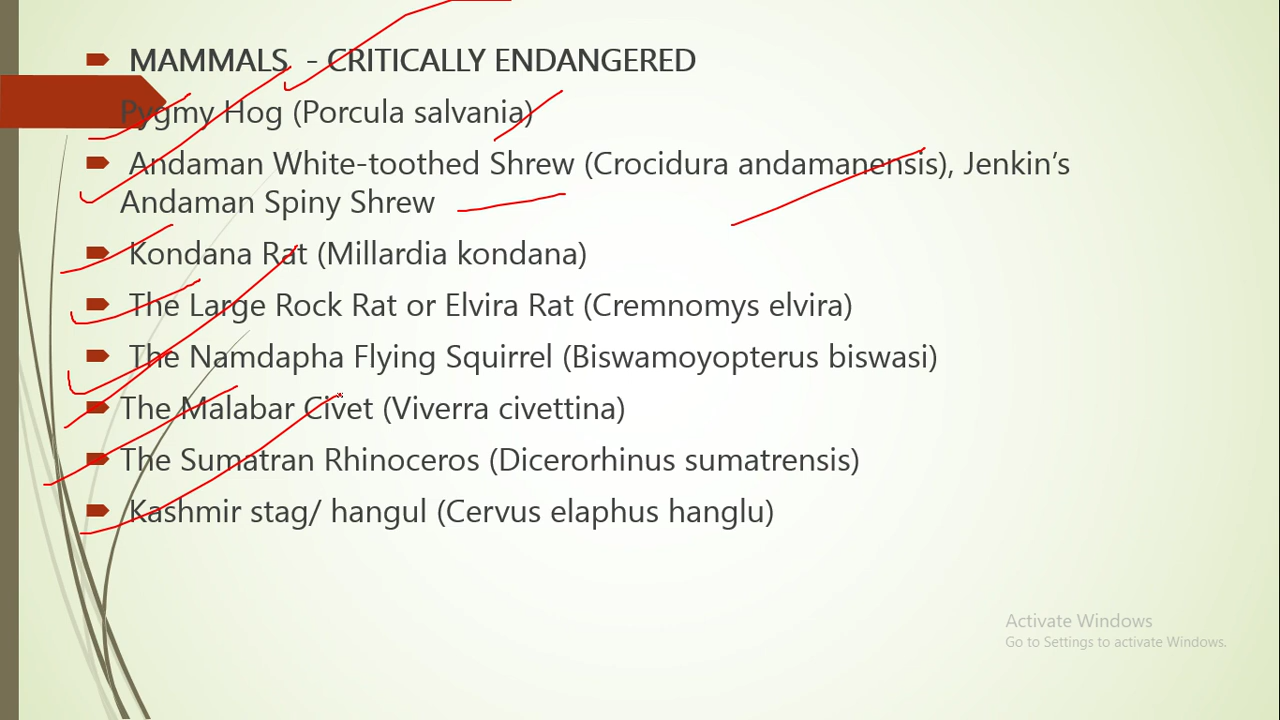 MAMMALS - CRITICALLY ENDANGERED
Pygmy Hog (Porcula salvania)
Andaman White-toothed Shrew (Crocidura andamanensis), Jenkin’s
Andaman Spiny Shrew
Kondana Rat (Millardia kondana)
The Large Rock Rat or Elvira Rat (Cremnomys elvira)
The Namdapha Flying Squirrel (Biswamoyopterus biswasi)
The Malabar Civet (Viverra civettina)
The Sumatran Rhinoceros (Dicerorhinus sumatrensis)
Kashmir stag/ hangul (Cervus elaphus hanglu)
Activate Windows
Go to Settings to activate Windows.